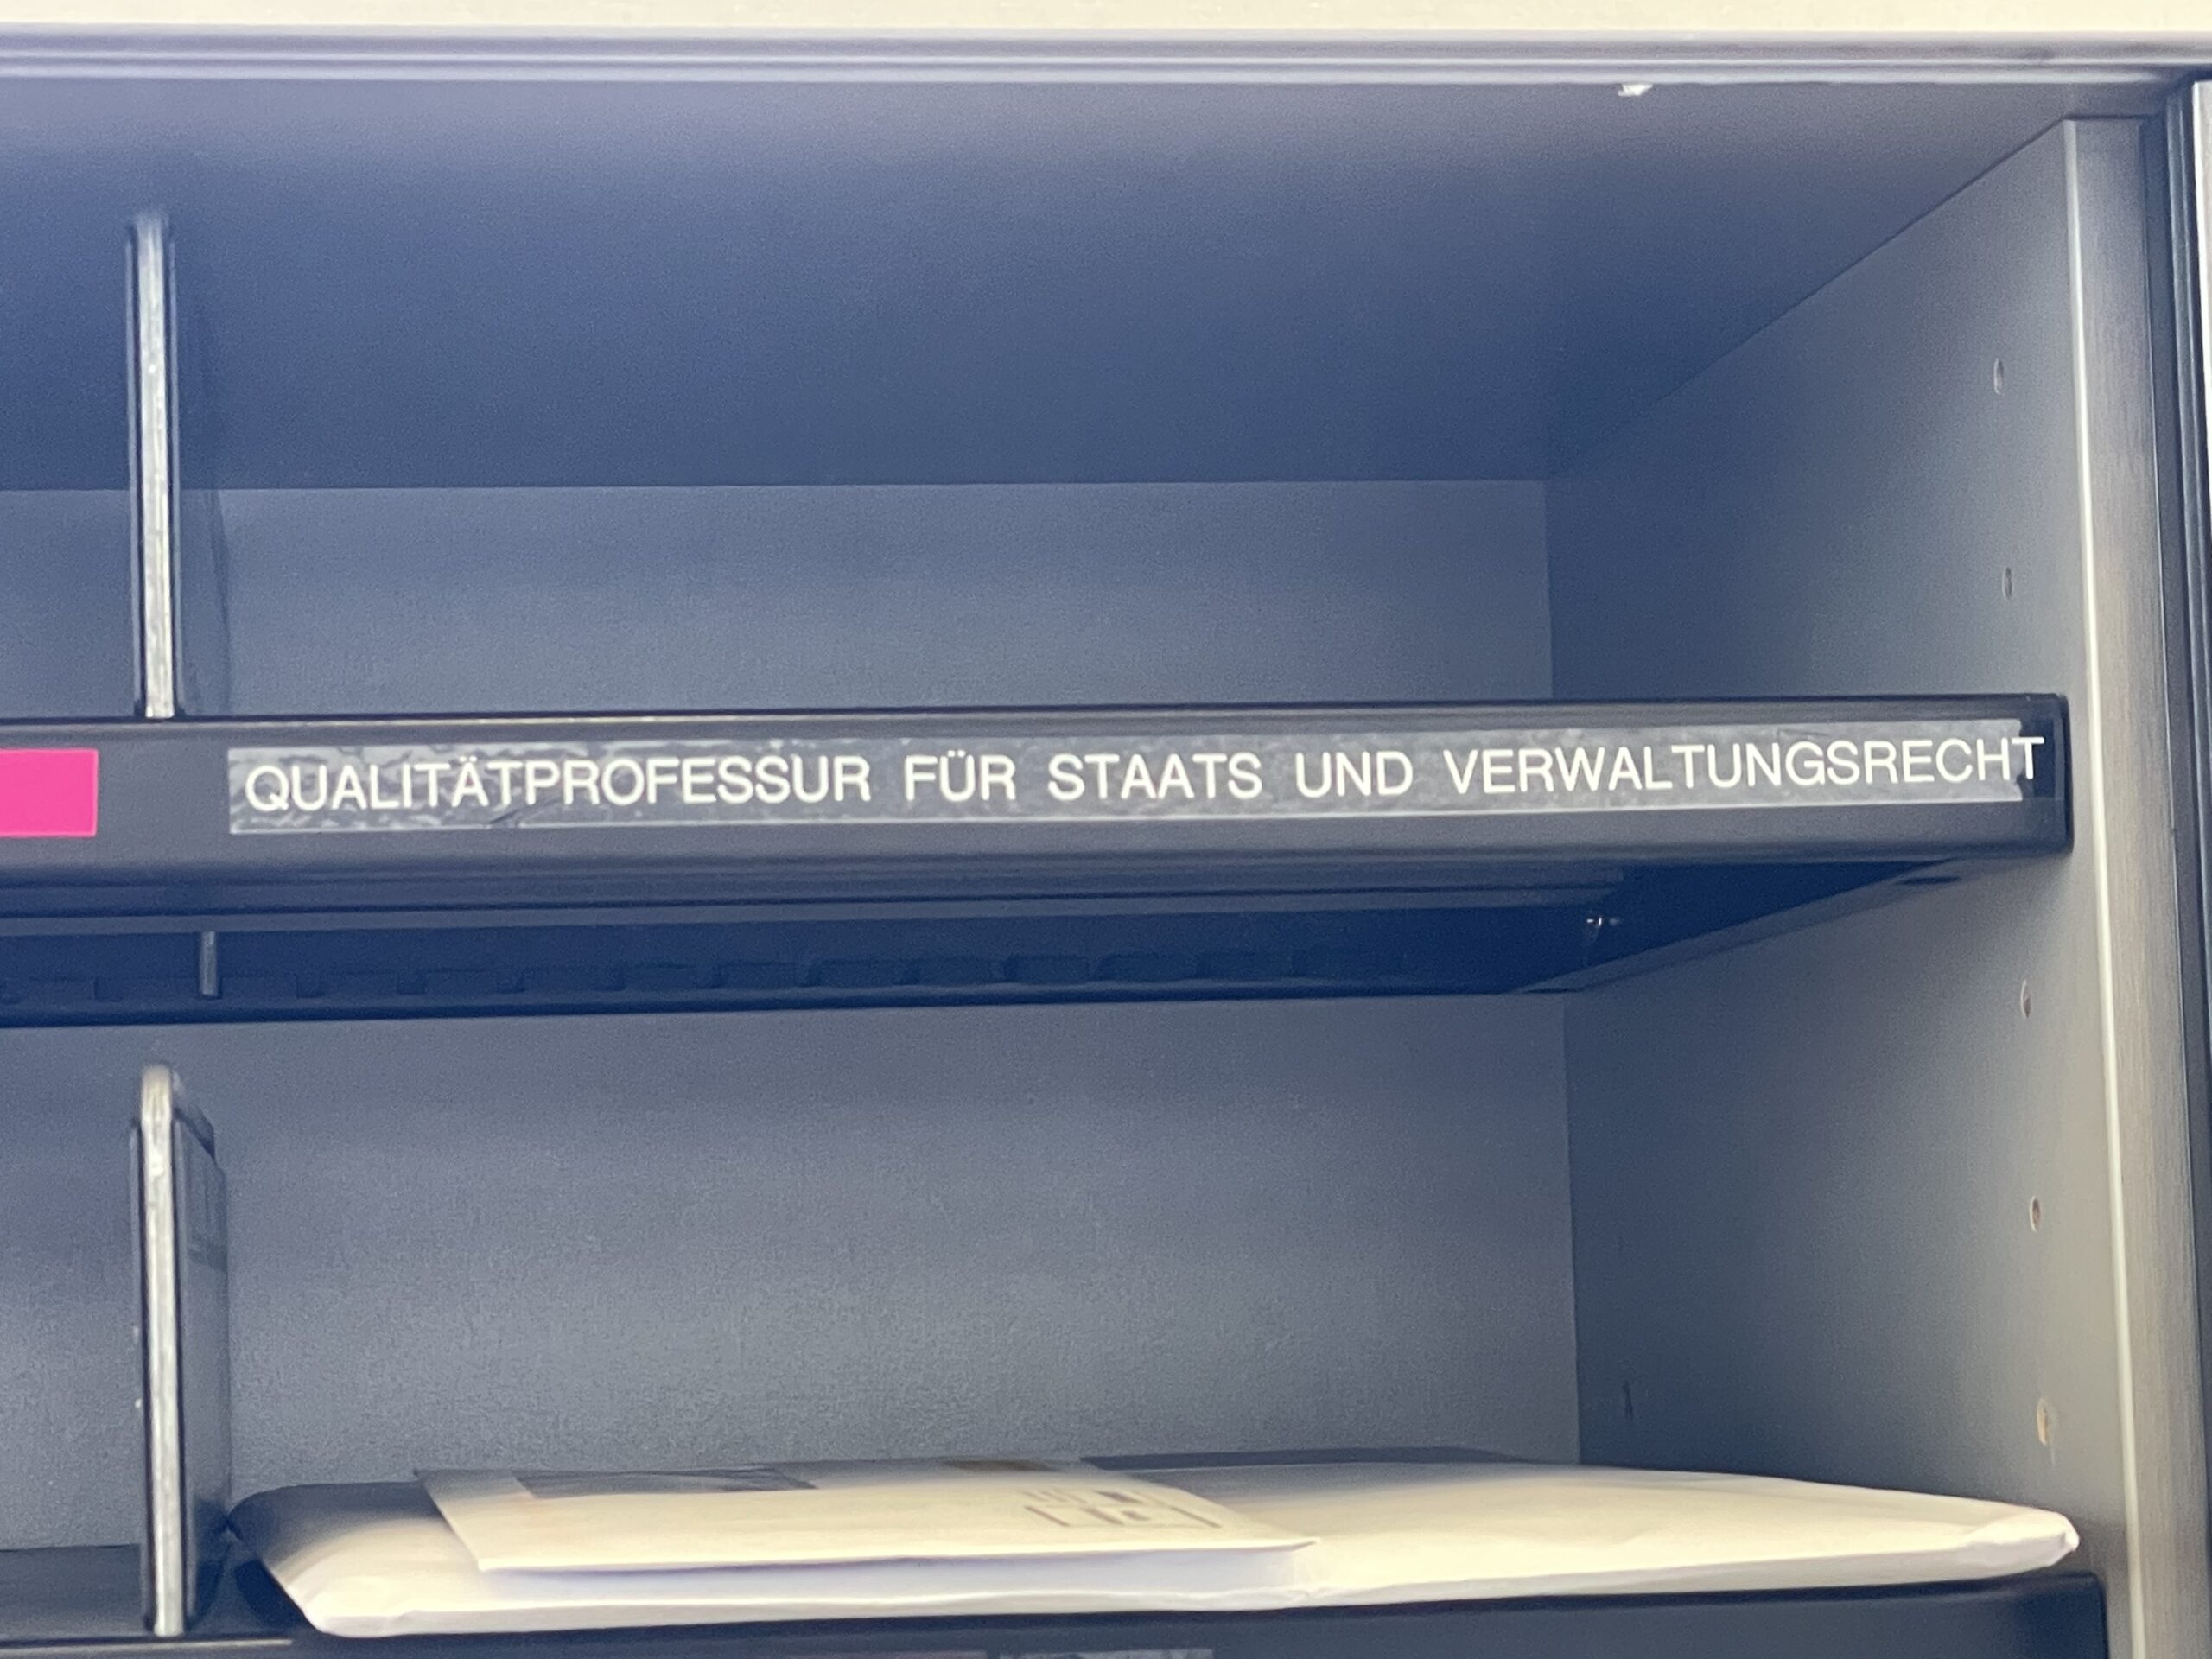 QUALITÄTPROFESSUR FÜR STAATS UND VERWALTUNGSRECHT